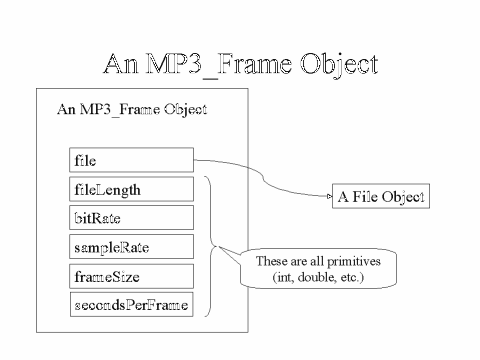 An MP3_Frame Object
An MP3_Frame Object
file
fileLength
A File Object
bitRate
sampleRate
These are all primitives
(int, double, etc.)
frameSize
secondsPerFrame